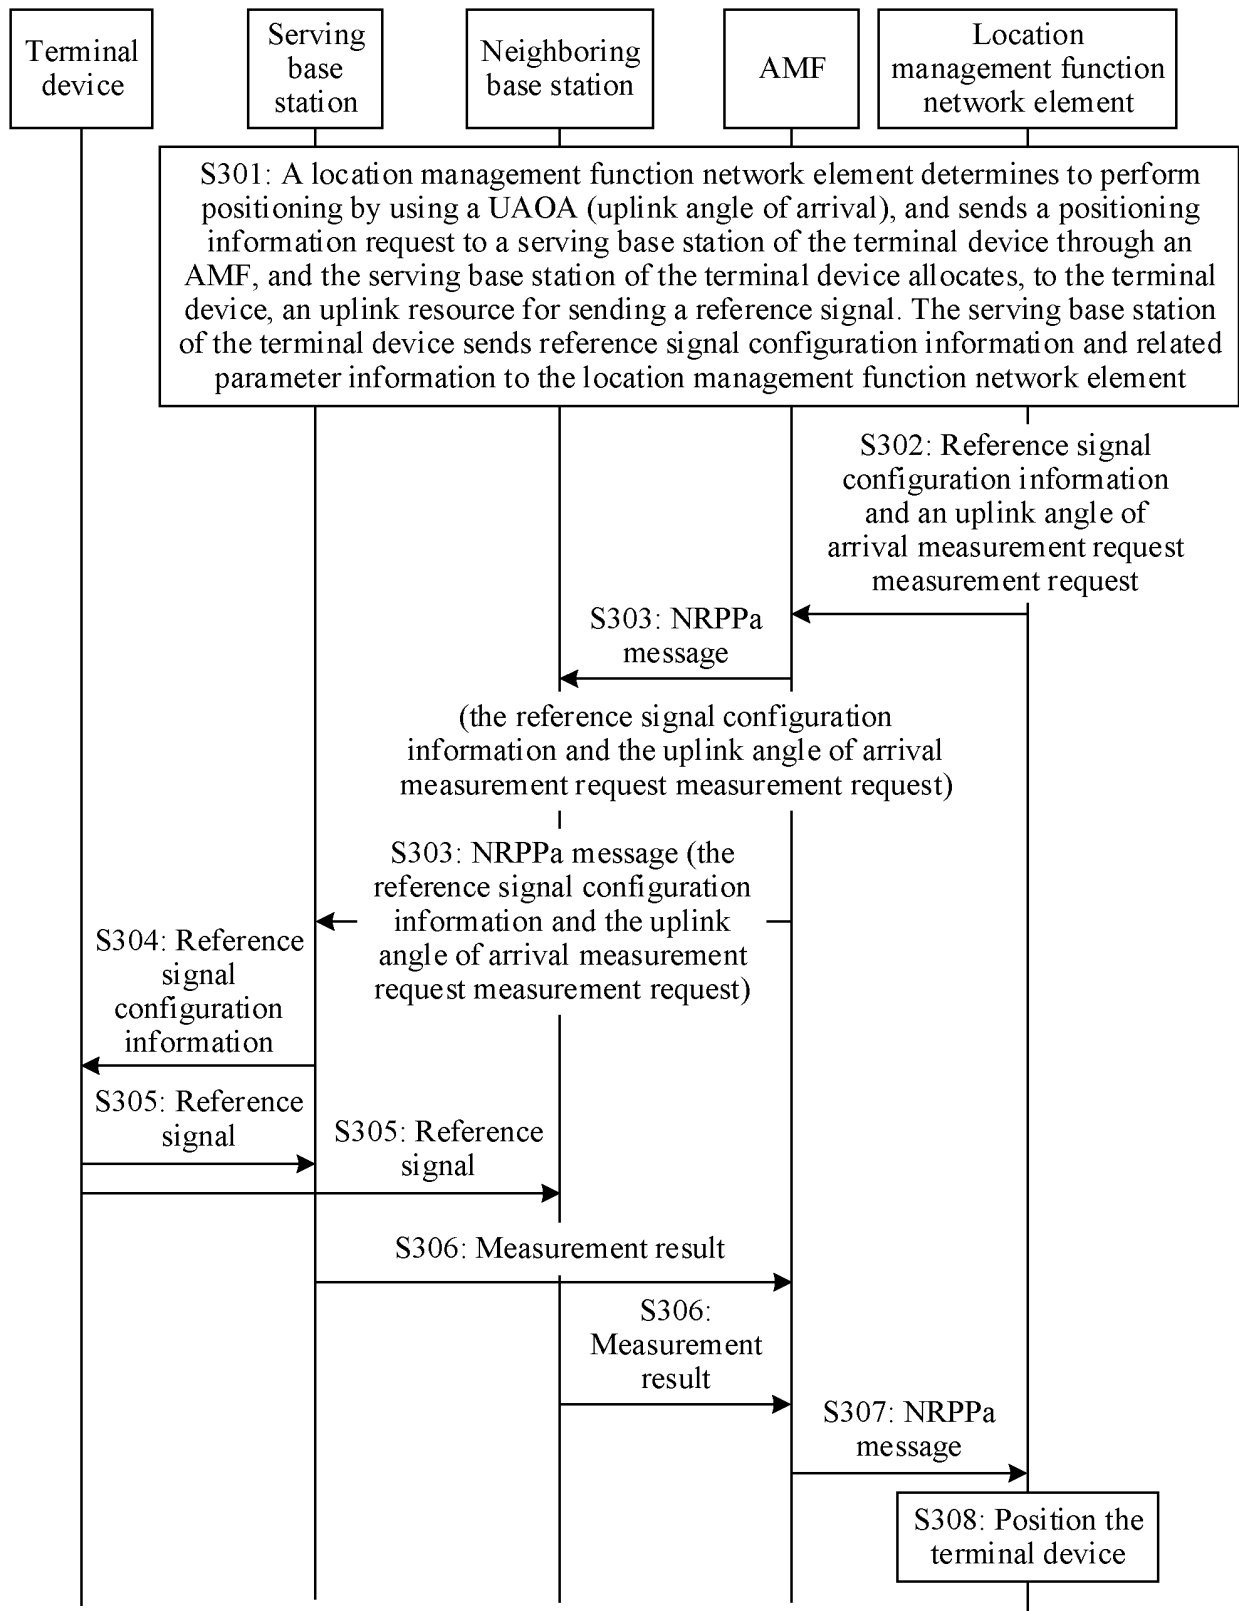 Terminal
device
Serving
base
station
Neighboring
base station
AMF
Location
management function
network element
S301: A location management function network element determines to perform
positioning by using a UAOA (uplink angle of arrival), and sends a positioning
information request to a serving base station of the terminal device through an
AMF, and the serving base station of the terminal device allocates, to the terminal
device, an uplink resource for sending a reference signal. The serving base station
of the terminal device sends reference signal configuration information and related
parameter information to the location management function network element
S302: Reference signal
configuration information
and an uplink angle of
arrival measurement request
measurement request
S303: NRPPa
message
(the reference signal configuration
information and the uplink angle of arrival
measurement request measurement request)
S303: NRPPa message (the
reference signal configuration
information and the uplink
angle of arrival measurement
request measurement request)
S304: Reference
signal
configuration
information
S305: Reference
signal
S305: Reference
signal
S306: Measurement result
S306:
Measurement
result
S307: NRPPa
message
S308: Position the
terminal device